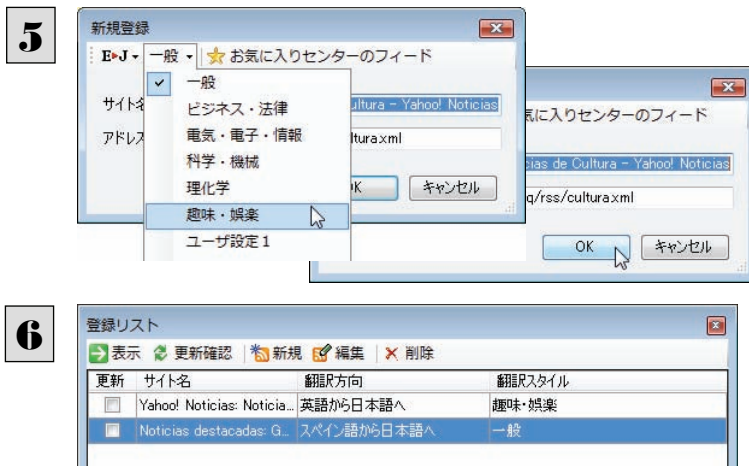 5
新規登録
E▸J 一般 お気に入りセンターのフィード
✓ 一般
ビジネス・法律
電気・電子・情報
科学・機械
理化学
趣味・娯楽
ユーザ設定1
サイト名
ultura - Yahoo! Noticias
アドレス
ltura.xml
キャンセル
気に入りセンターのフィード
cias de Cultura - Yahoo! Noticias
q/rss/cultura.xml
OK キャンセル
6
登録リスト
表示 更新確認 新規 編集 削除
更新 サイト名 翻訳方向 翻訳スタイル
Yahoo! Noticias: Noticia... 英語から日本語へ 趣味・娯楽
Noticias destacadas: G... スペイン語から日本語へ 一般